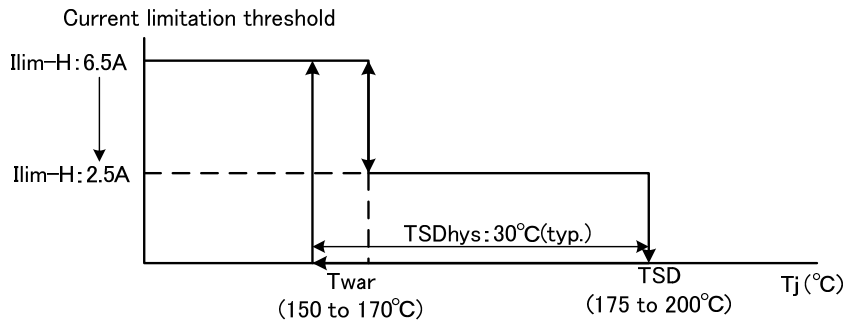 Current limitation threshold
Ilim-H:6.5A
Ilim-H:2.5A
TSDhys:30℃(typ.)
Twar
(150 to 170℃)
TSD
(175 to 200℃)
Tj(℃)